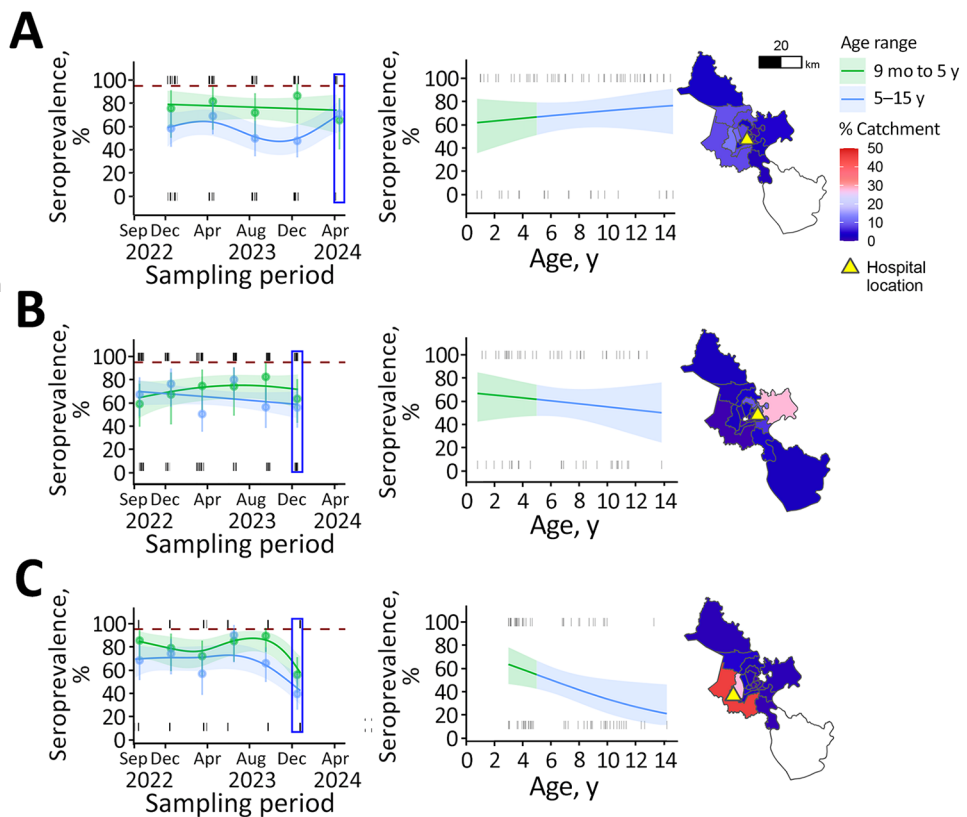 A
Seroprevalence,
%
100
80
60
40
20
0
Sep Dec Apr Aug Dec Apr
2022 2023 2024
Sampling period
Seroprevalence,
%
100
80
60
40
20
0
0 2 4 6 8 10 12 14
Age, y
20
km
Age range
9 mo to 5 y
5–15 y
% Catchment
50
40
30
20
10
0
Hospital
location
B
Seroprevalence,
%
100
80
60
40
20
0
Sep Dec Apr Aug Dec Apr
2022 2023 2024
Sampling period
Seroprevalence,
%
100
80
60
40
20
0
0 2 4 6 8 10 12 14
Age, y
C
Seroprevalence,
%
100
80
60
40
20
0
Sep Dec Apr Aug Dec Apr
2022 2023 2024
Sampling period
Seroprevalence,
%
100
80
60
40
20
0
0 2 4 6 8 10 12 14
Age, y